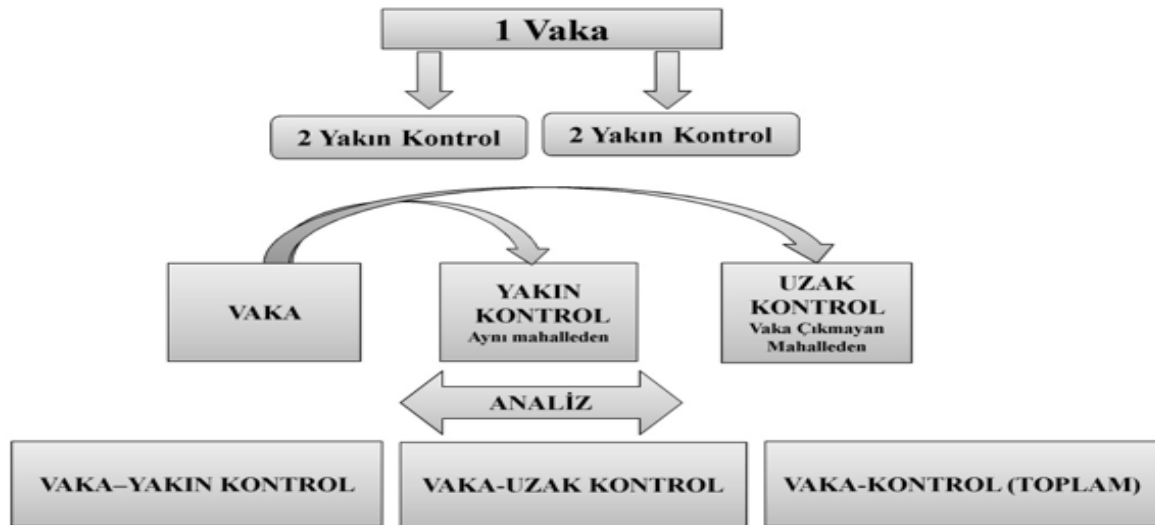 1 Vaka
2 Yakın Kontrol
2 Yakın Kontrol
VAKA
YAKIN
KONTROL
Aynı mahalleden
UZAK
KONTROL
Vaka Çıkmayan
Mahalleden
ANALİZ
VAKA–YAKIN KONTROL
VAKA-UZAK KONTROL
VAKA-KONTROL (TOPLAM)